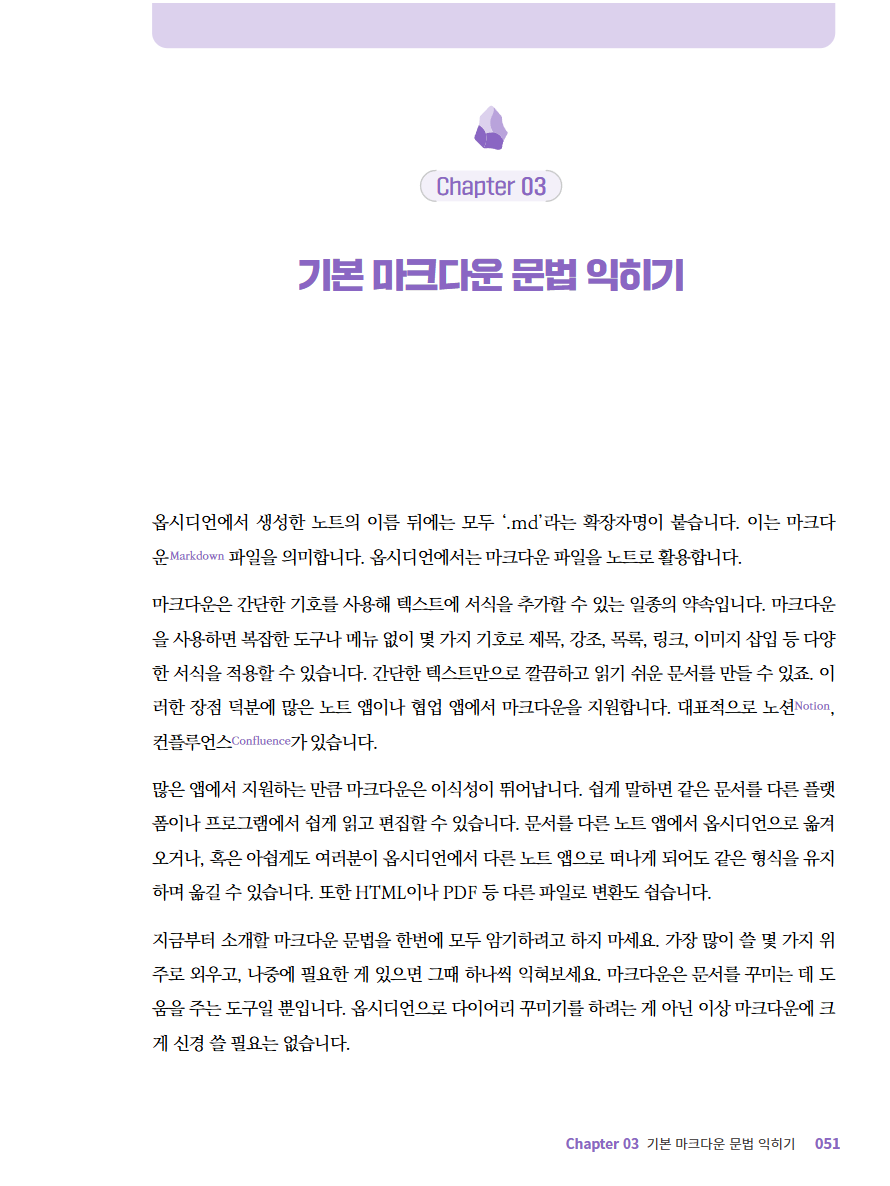 Chapter 03
기본 마크다운 문법 익히기
옵시디언에서 생성한 노트의 이름 뒤에는 모두 ‘.md’라는 확장자명이 붙습니다. 이는 마크다
운Markdown 파일을 의미합니다. 옵시디언에서는 마크다운 파일을 노트로 활용합니다.
마크다운은 간단한 기호를 사용해 텍스트에 서식을 추가할 수 있는 일종의 약속입니다. 마크다운
을 사용하면 복잡한 도구나 메뉴 없이 몇 가지 기호로 제목, 강조, 목록, 링크, 이미지 삽입 등 다양
한 서식을 적용할 수 있습니다. 간단한 텍스트만으로 깔끔하고 읽기 쉬운 문서를 만들 수 있죠. 이
러한 장점 덕분에 많은 노트 앱이나 협업 앱에서 마크다운을 지원합니다. 대표적으로 노션Notion,
컨플루언스Confluence가 있습니다.
많은 앱에서 지원하는 만큼 마크다운은 이식성이 뛰어납니다. 쉽게 말하면 같은 문서를 다른 플랫
폼이나 프로그램에서 쉽게 읽고 편집할 수 있습니다. 문서를 다른 노트 앱에서 옵시디언으로 옮겨
오거나, 혹은 아쉽게도 여러분이 옵시디언에서 다른 노트 앱으로 떠나게 되어도 같은 형식을 유지
하며 옮길 수 있습니다. 또한 HTML이나 PDF 등 다른 파일로 변환도 쉽습니다.
지금부터 소개할 마크다운 문법을 한번에 모두 암기하려고 하지 마세요. 가장 많이 쓸 몇 가지 위
주로 외우고, 나중에 필요한 게 있으면 그때 하나씩 익혀보세요. 마크다운은 문서를 꾸미는 데 도
움을 주는 도구일 뿐입니다. 옵시디언으로 다이어리 꾸미기를 하려는 게 아닌 이상 마크다운에 크
게 신경 쓸 필요는 없습니다.
Chapter 03 기본 마크다운 문법 익히기 051